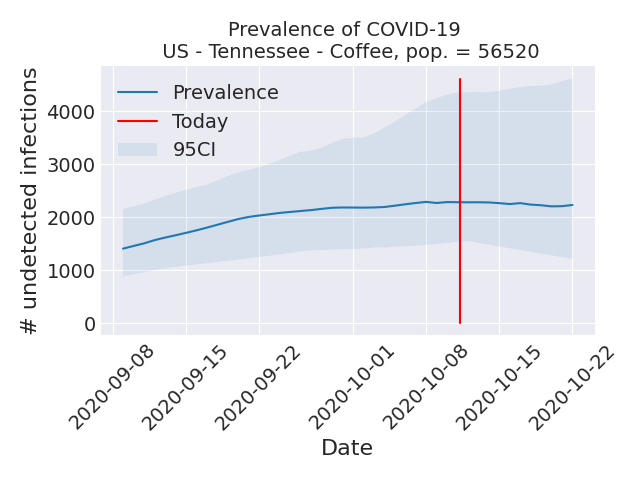 Prevalence of COVID-19
US - Tennessee - Coffee, pop. = 56520
# undetected infections
4000
3000
2000
1000
0
Prevalence
Today
95CI
2020-09-08
2020-09-15
2020-09-22
2020-10-01
2020-10-08
2020-10-15
2020-10-22
Date